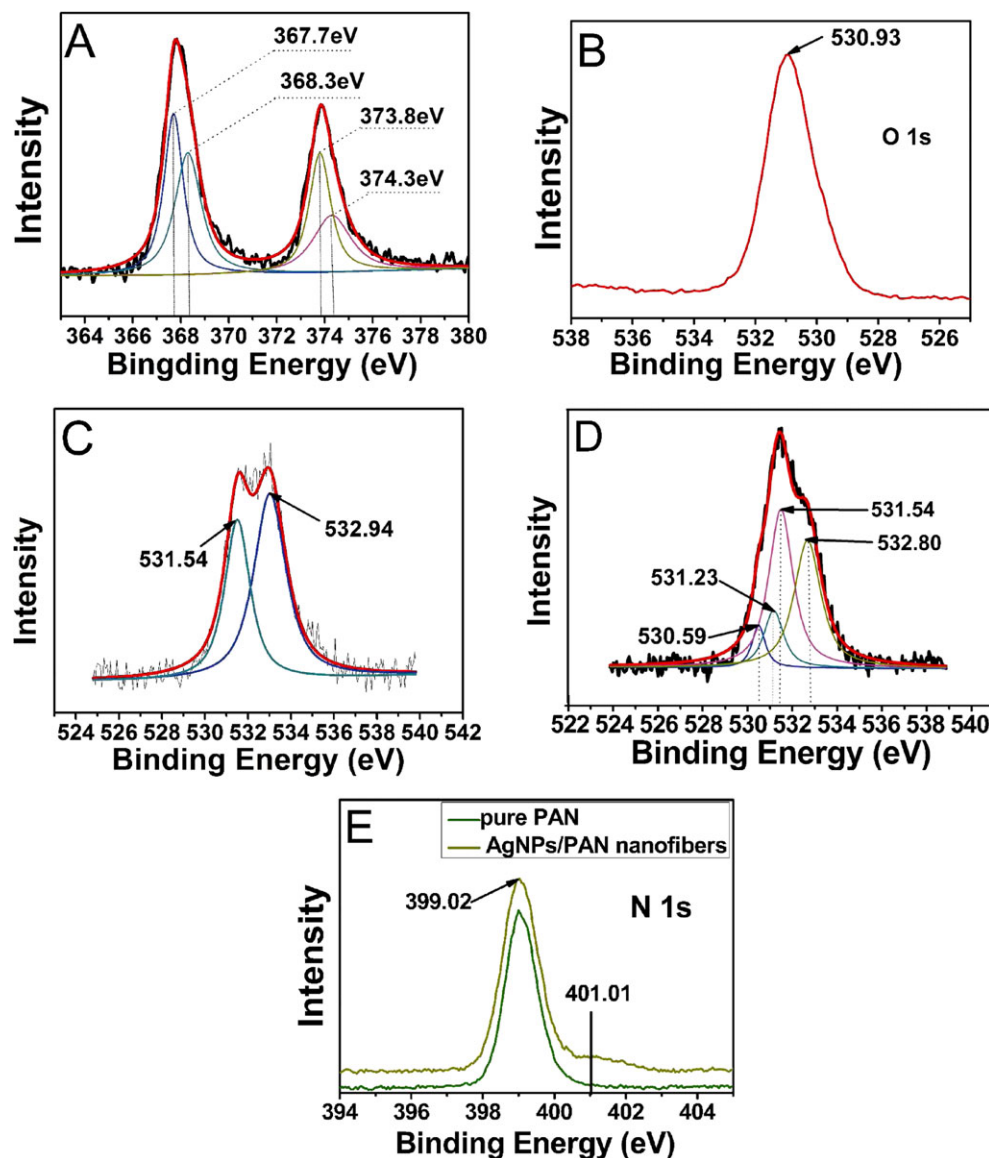 A
367.7eV
368.3eV
373.8eV
374.3eV
Intensity
364 366 368 370 372 374 376 378 380
Bingding Energy (eV)
B
530.93
O 1s
Intensity
538 536 534 532 530 528 526
Binding Energy (eV)
C
531.54
532.94
Intensity
524 526 528 530 532 534 536 538 540 542
Binding Energy (eV)
D
531.54
532.80
531.23
530.59
Intensity
522 524 526 528 530 532 534 536 538 540
Binding Energy (eV)
E
pure PAN
AgNPs/PAN nanofibers
399.02
N 1s
401.01
Intensity
394 396 398 400 402 404
Binding Energy (eV)